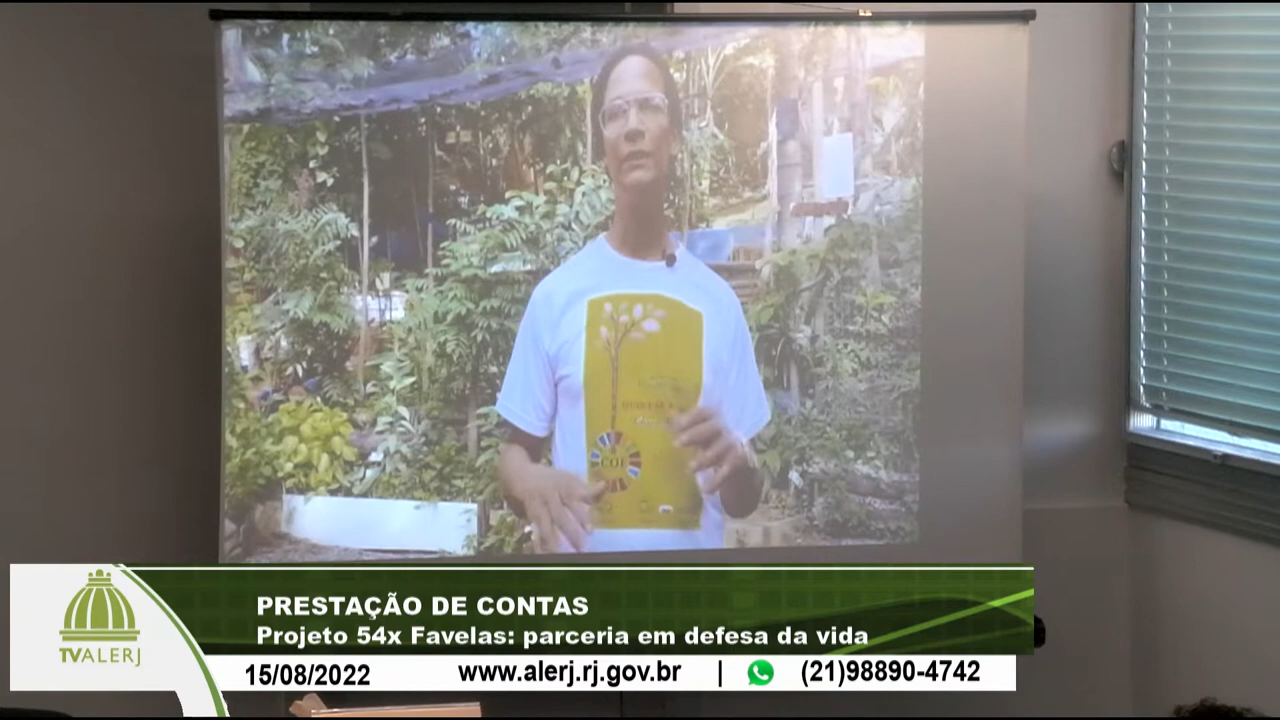 PRESTAÇÃO DE CONTAS
Projeto 54x Favelas: parceria em defesa da vida
TVALERJ
15/08/2022 www.alerj.rj.gov.br | (21)98890-4742